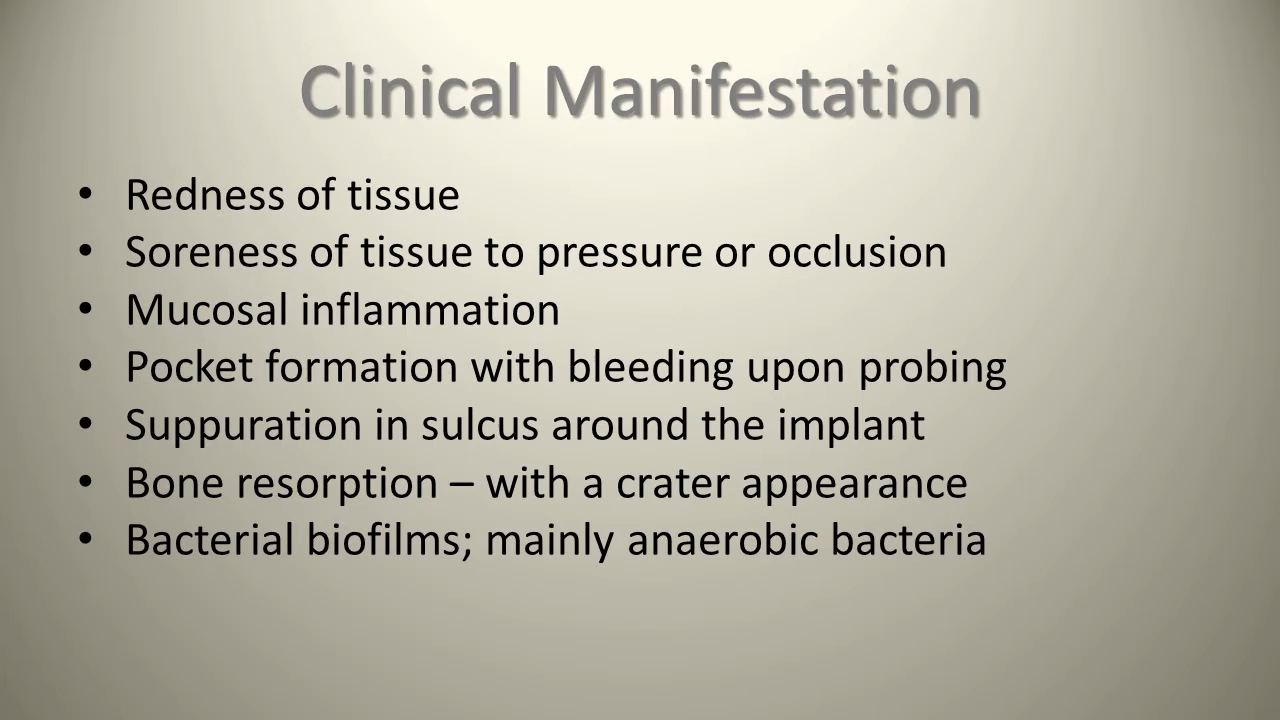 Clinical Manifestation
• Redness of tissue
• Soreness of tissue to pressure or occlusion
• Mucosal inflammation
• Pocket formation with bleeding upon probing
• Suppuration in sulcus around the implant
• Bone resorption – with a crater appearance
• Bacterial biofilms; mainly anaerobic bacteria